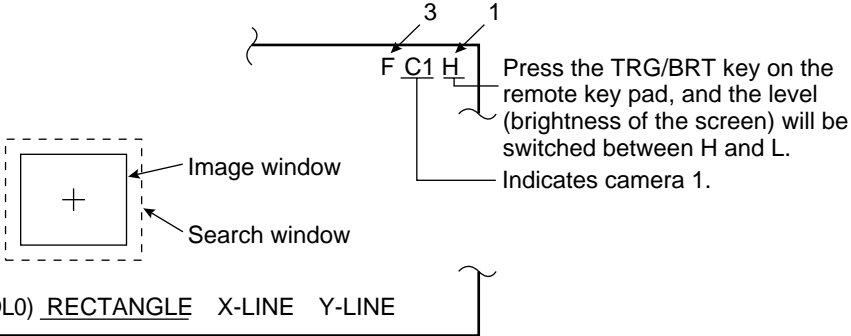 3 1
F C1 H
Press the TRG/BRT key on the
remote key pad, and the level
(brightness of the screen) will be
switched between H and L.
Indicates camera 1.
Image window
Search window
OL0) RECTANGLE X-LINE Y-LINE